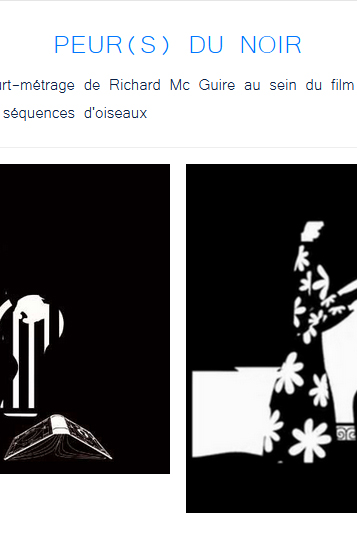 PEUR(S) DU NOIR
urt-métrage de Richard Mc Guire au sein du film
séquences d'oiseaux